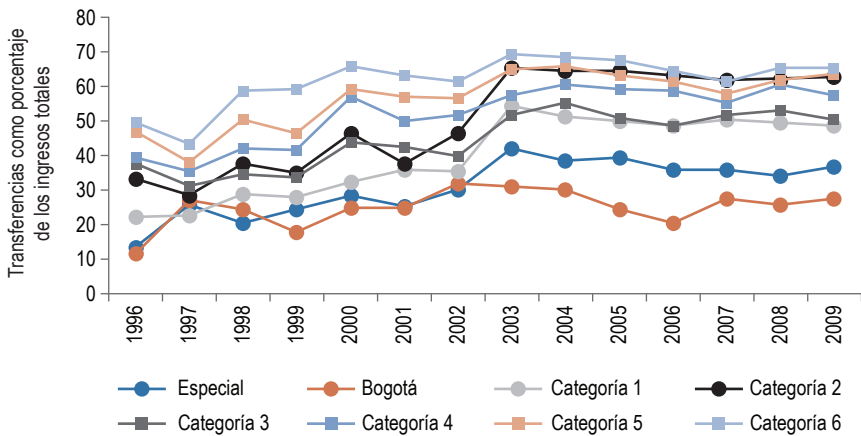 Transferencias como porcentaje
de los ingresos totales
80
70
60
50
40
30
20
10
0
1996
1997
1998
1999
2000
2001
2002
2003
2004
2005
2006
2007
2008
2009
Especial
Bogotá
Categoría 1
Categoría 2
Categoría 3
Categoría 4
Categoría 5
Categoría 6